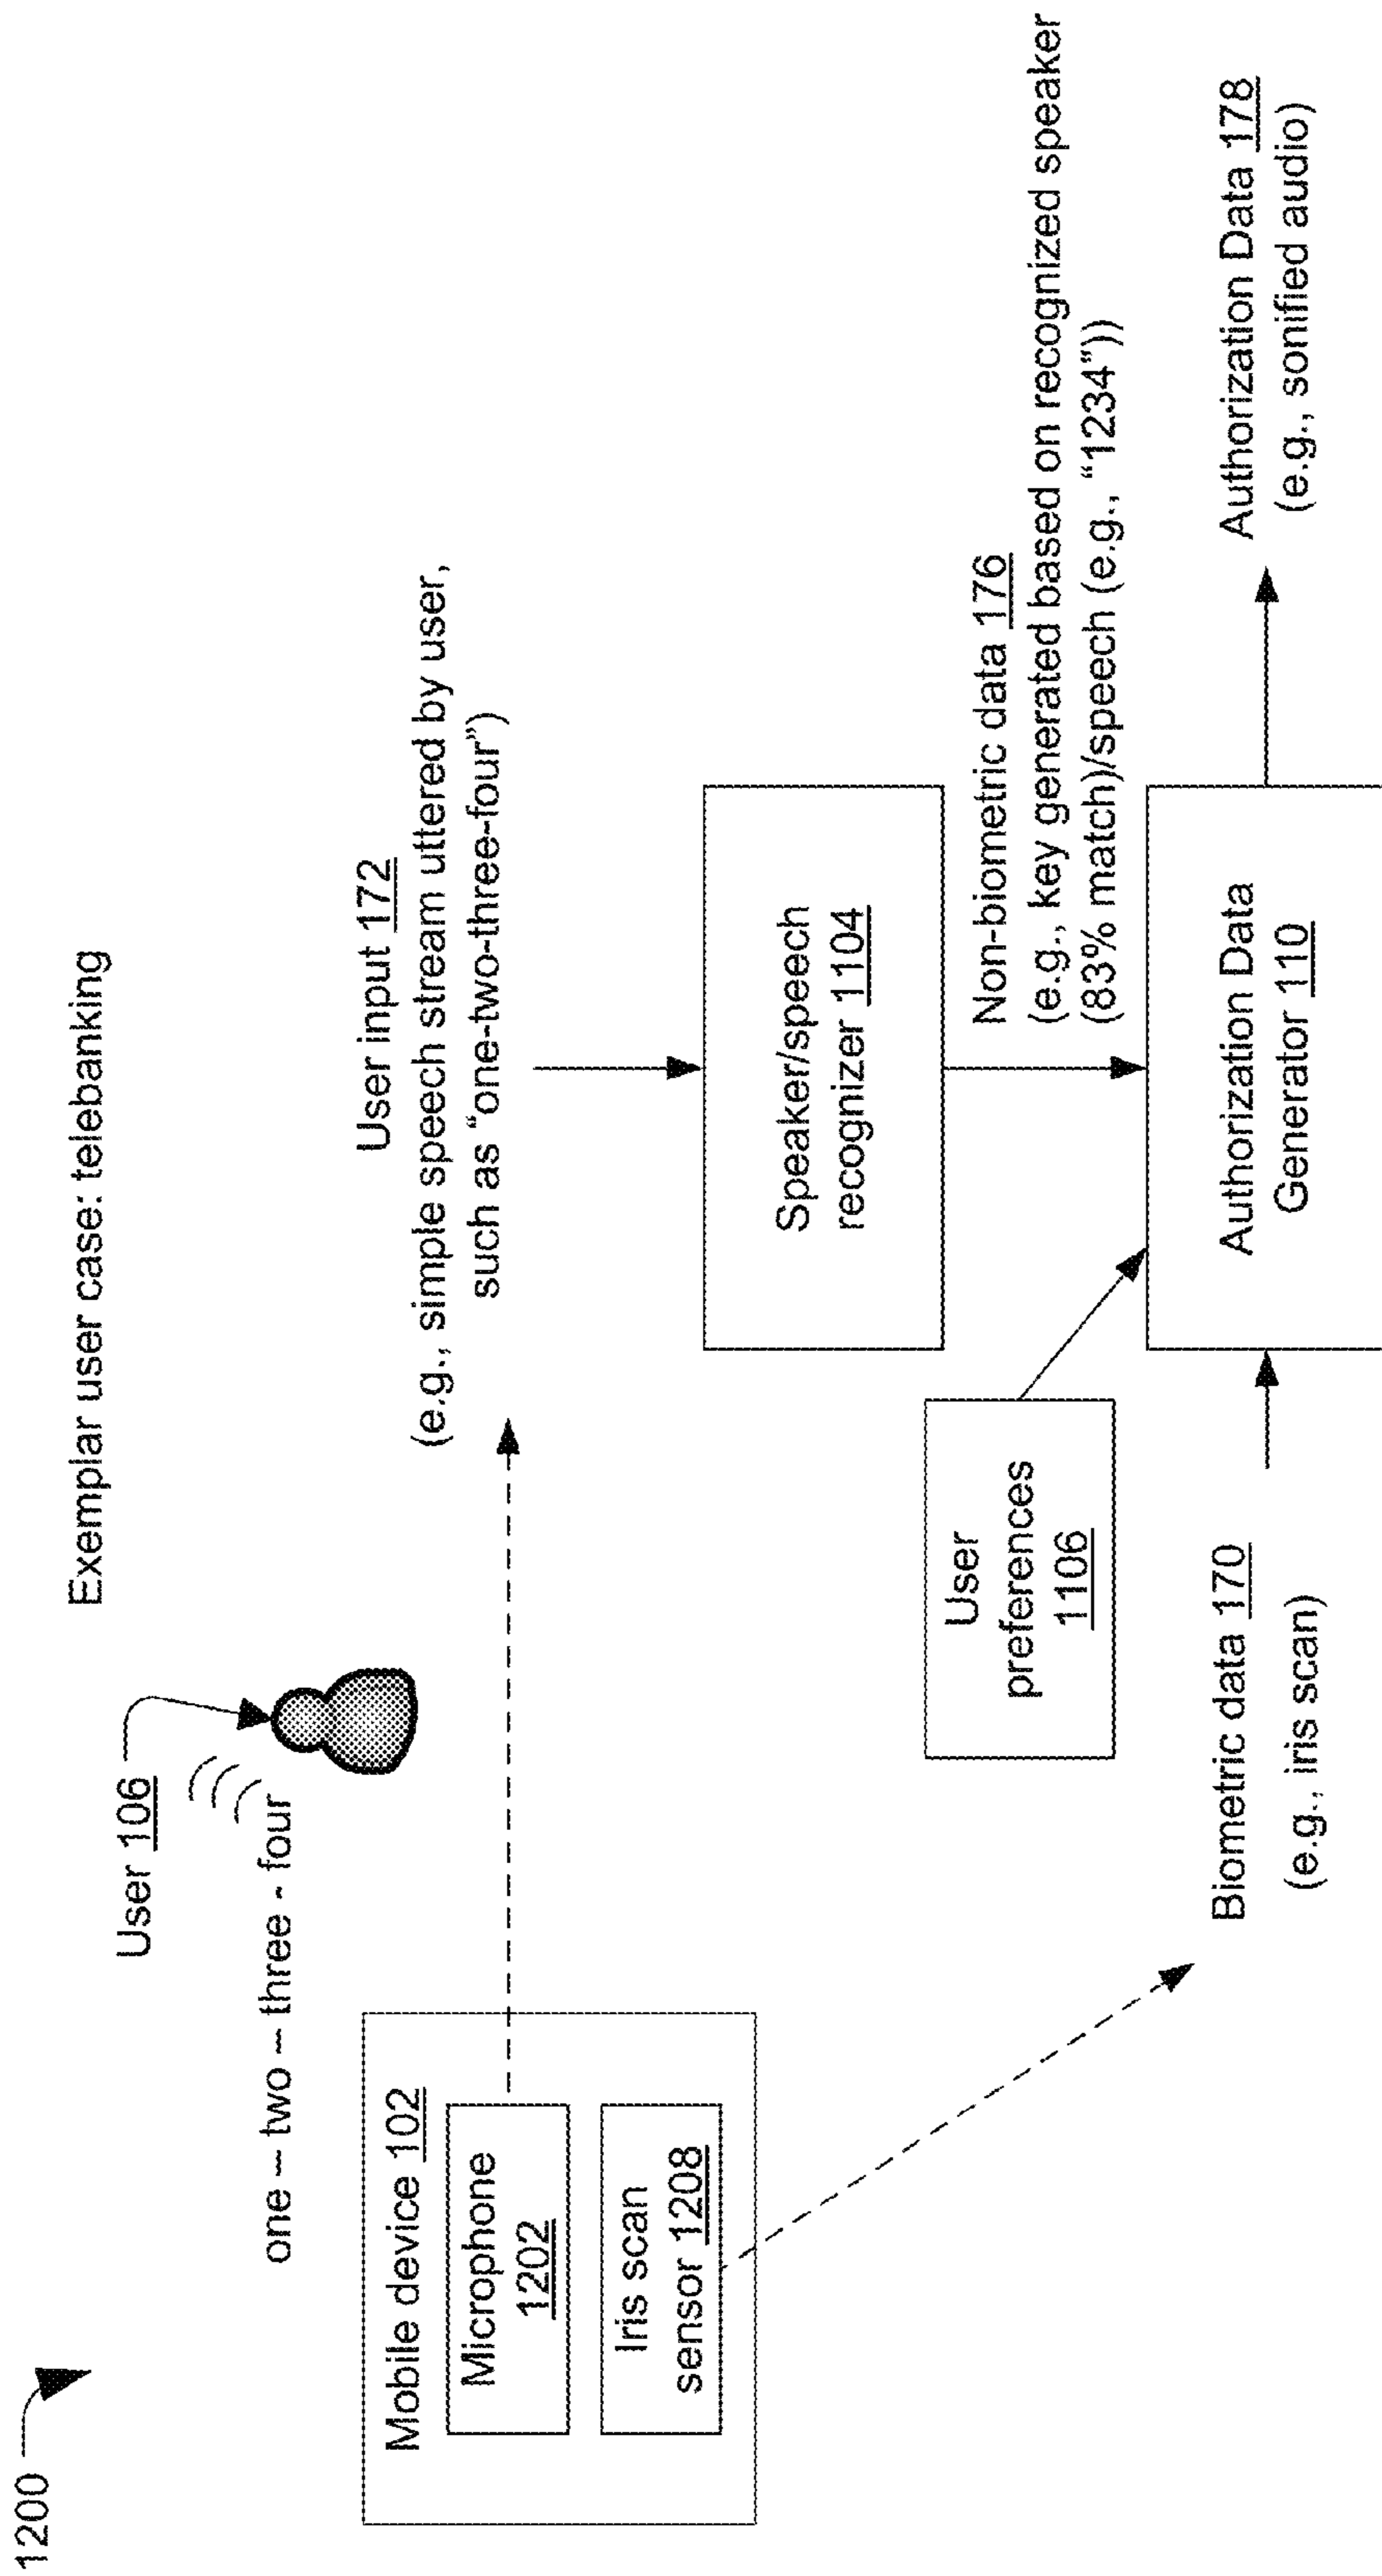 1200
Exemplar user case: telebanking
User 106
one – two – three - four
Mobile device 102
Microphone
1202
Iris scan
sensor 1208
User input 172
(e.g., simple speech stream uttered by user,
such as “one-two-three-four”)
Speaker/speech
recognizer 1104
User
preferences
1106
Non-biometric data 176
(e.g., key generated based on recognized speaker
(83% match)/speech (e.g., “1234”))
Biometric data 170
(e.g., iris scan)
Authorization Data
Generator 110
Authorization Data 178
(e.g., sonified audio)